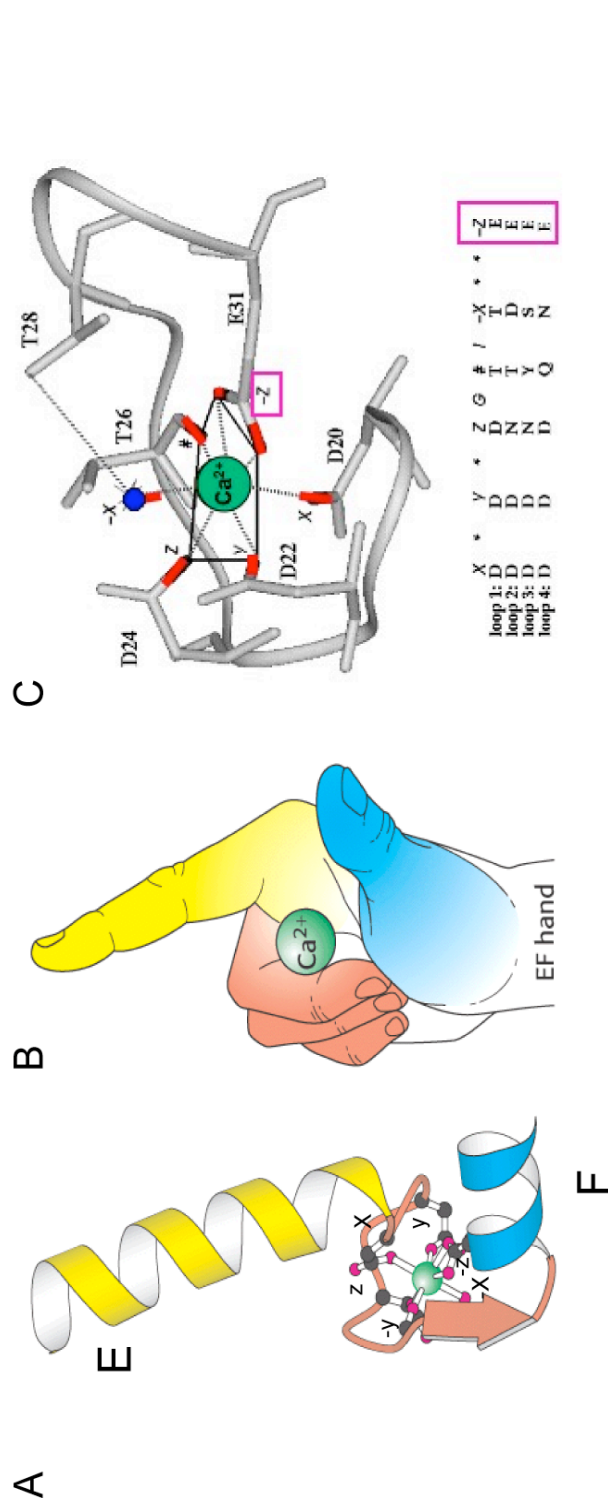 A
E
z
X
y
-y
-z
-X
F
B
Ca2+
EF hand
C
T28
-X
T26
#
z
Ca2+
-Z
E31
y
D24
D22
X
D20
X * Y * Z G # I -X * * -Z
loop 1: D D D T T E
loop 2: D D N T D E
loop 3: D D N Y S E
loop 4: D D D Q N E